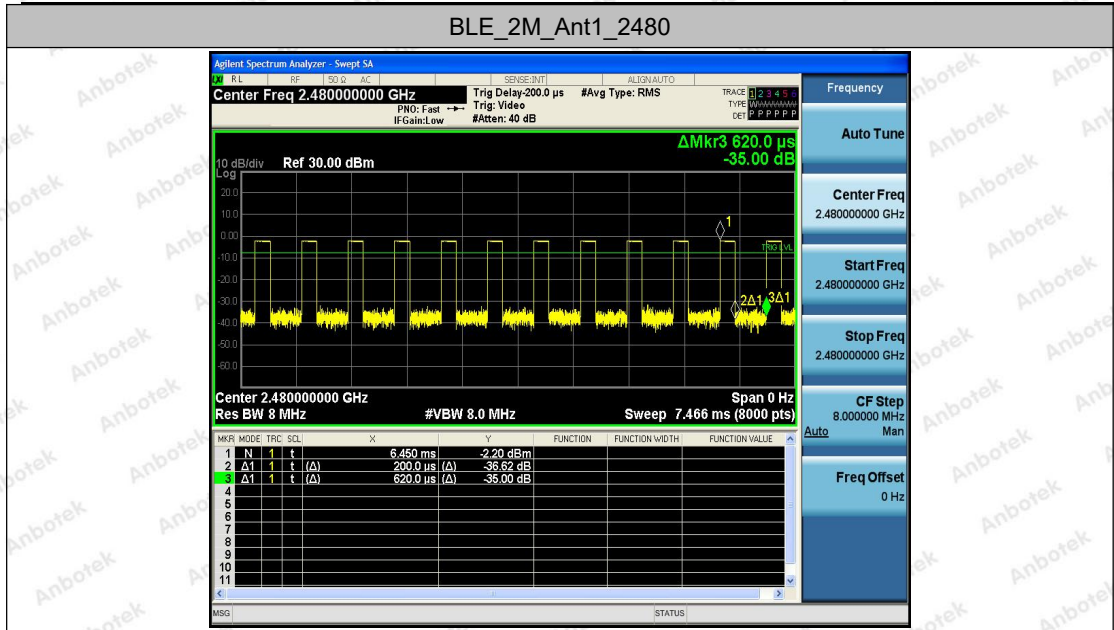 BLE_2M_Ant1_2480
Agilent Spectrum Analyzer - Swept SA
LXI RL RF 50 Ω AC SENSE:INT ALIGNAUTO
Center Freq 2.480000000 GHz
PNO: Fast
IFGain:Low
Trig Delay-200.0 µs #Avg Type: RMS
Trig: Video
#Atten: 40 dB
TRACE 1 2 3 4 5 6
TYPE WWWWWW
DET P P P P P P
ΔMkr3 620.0 µs
-35.00 dB
10 dB/div Ref 30.00 dBm
Log
20.0
10.0
0.00
-10.0
-20.0
-30.0
-40.0
-50.0
-60.0
1
TRIG LVL
2Δ1
3Δ1
Center 2.480000000 GHz Span 0 Hz
Res BW 8 MHz #VBW 8.0 MHz Sweep 7.466 ms (8000 pts)
MKR MODE TRC SCL X Y FUNCTION FUNCTION WIDTH FUNCTION VALUE
1 N 1 t 6.450 ms -2.20 dBm
2 Δ1 1 t (Δ) 200.0 µs (Δ) -36.62 dB
3 Δ1 1 t (Δ) 620.0 µs (Δ) -35.00 dB
4
5
6
7
8
9
10
11
MSG STATUS
Frequency
Auto Tune
Center Freq
2.480000000 GHz
Start Freq
2.480000000 GHz
Stop Freq
2.480000000 GHz
CF Step
8.000000 MHz
Auto Man
Freq Offset
0 Hz
Anbotek